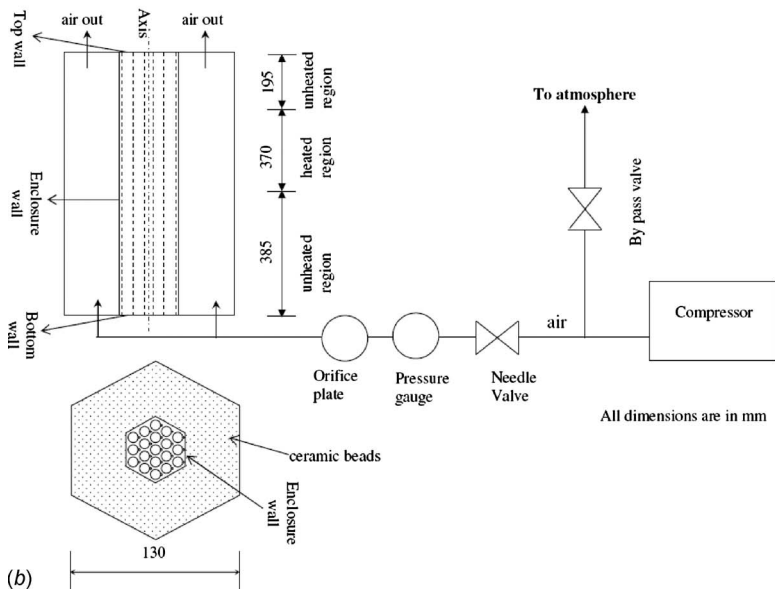 Top wall
air out
Axis
air out
195
unheated
region
370
heated
region
385
unheated
region
Enclosure
wall
Bottom
wall
To atmosphere
By pass valve
air
Compressor
Orifice
plate
Pressure
gauge
Needle
Valve
All dimensions are in mm
ceramic beads
Enclosure
wall
130
(b)